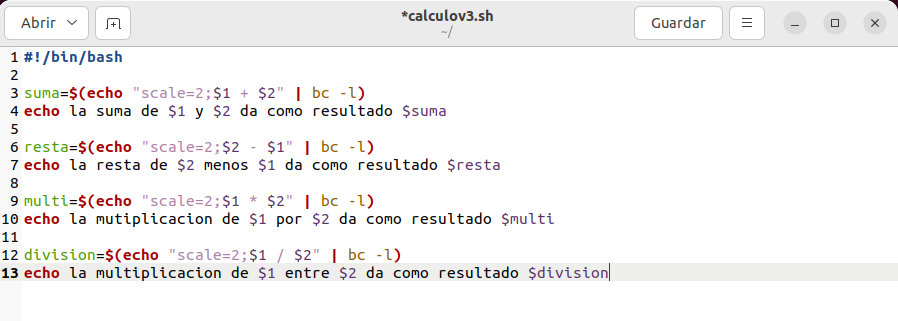 Abrir
*calculov3.sh
~/
Guardar
1 #!/bin/bash
2
3 suma=$(echo "scale=2;$1 + $2" | bc -l)
4 echo la suma de $1 y $2 da como resultado $suma
5
6 resta=$(echo "scale=2;$2 - $1" | bc -l)
7 echo la resta de $2 menos $1 da como resultado $resta
8
9 multi=$(echo "scale=2;$1 * $2" | bc -l)
10 echo la mutiplicacion de $1 por $2 da como resultado $multi
11
12 division=$(echo "scale=2;$1 / $2" | bc -l)
13 echo la multiplicacion de $1 entre $2 da como resultado $division